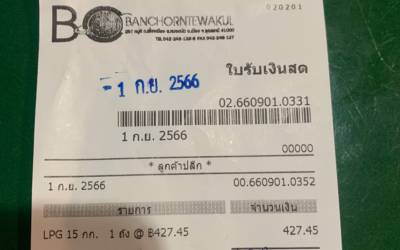 020201
BC BANCHORNTEWAKUL
- 1 ก.ย. 2566 ใบรับเงินสด
02.660901.0331
1 ก.ย. 2566
00000
* ลูกค้าปลีก *
1 ก.ย. 2566 00.660901.0352
รายการ จำนวนเงิน
LPG 15 กก. 1 ถัง @ ฿427.45 427.45